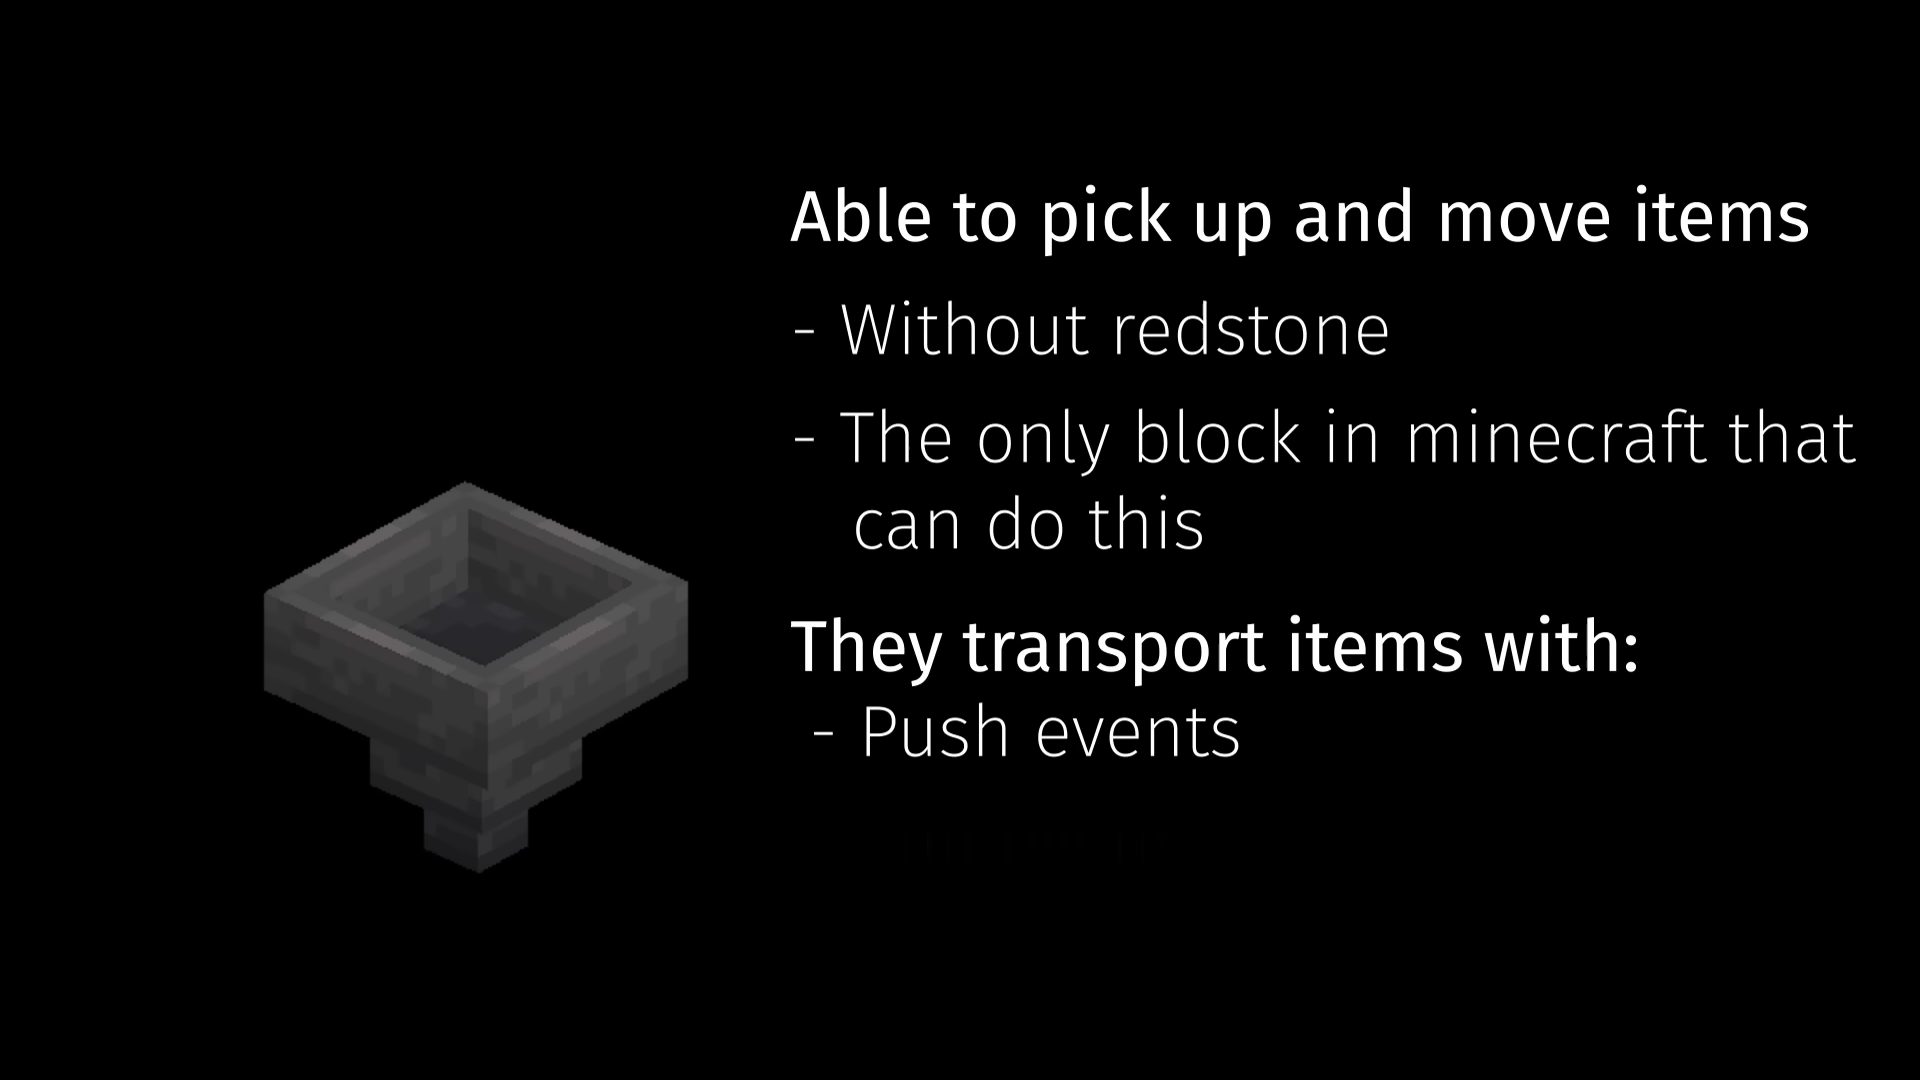 Able to pick up and move items
- Without redstone
- The only block in minecraft that
can do this
They transport items with:
- Push events